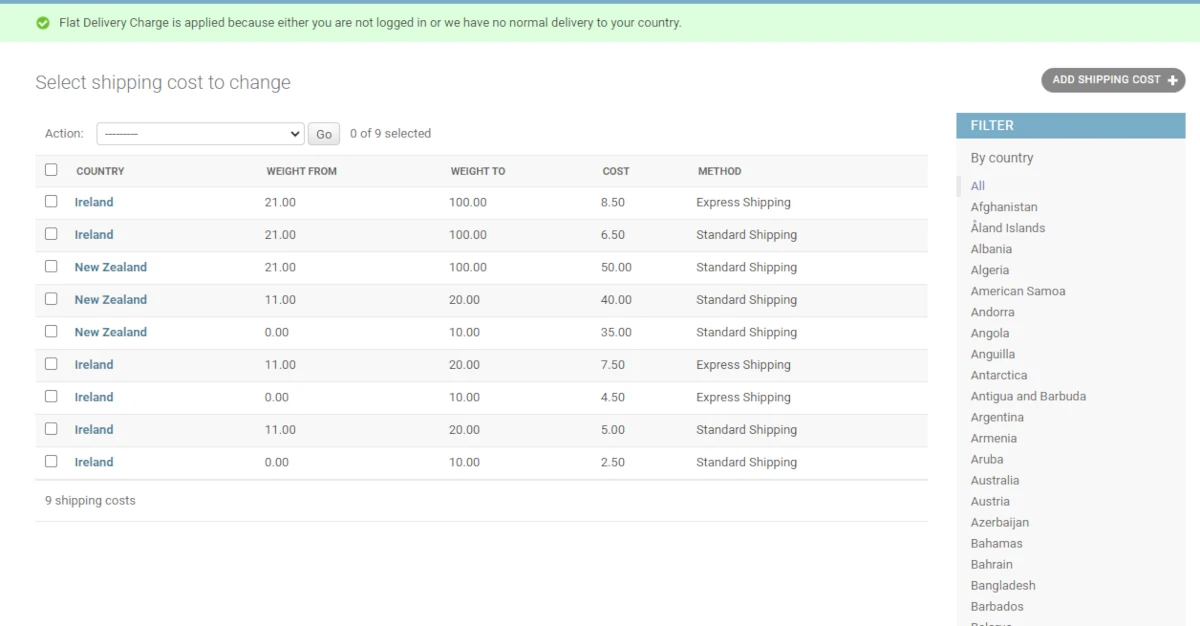 Flat Delivery Charge is applied because either you are not logged in or we have no normal delivery to your country.
Select shipping cost to change
ADD SHIPPING COST +
Action: --------- Go 0 of 9 selected
COUNTRY WEIGHT FROM WEIGHT TO COST METHOD
Ireland 21.00 100.00 8.50 Express Shipping
Ireland 21.00 100.00 6.50 Standard Shipping
New Zealand 21.00 100.00 50.00 Standard Shipping
New Zealand 11.00 20.00 40.00 Standard Shipping
New Zealand 0.00 10.00 35.00 Standard Shipping
Ireland 11.00 20.00 7.50 Express Shipping
Ireland 0.00 10.00 4.50 Express Shipping
Ireland 11.00 20.00 5.00 Standard Shipping
Ireland 0.00 10.00 2.50 Standard Shipping
9 shipping costs
FILTER
By country
All
Afghanistan
Åland Islands
Albania
Algeria
American Samoa
Andorra
Angola
Anguilla
Antarctica
Antigua and Barbuda
Argentina
Armenia
Aruba
Australia
Austria
Azerbaijan
Bahamas
Bahrain
Bangladesh
Barbados